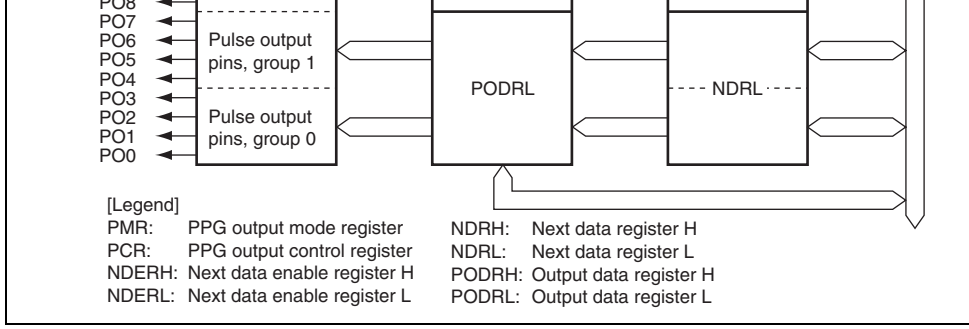 PO8
PO7
PO6
PO5
PO4
PO3
PO2
PO1
PO0
Pulse output
pins, group 1
Pulse output
pins, group 0
PODRL
NDRL
[Legend]
PMR: PPG output mode register
PCR: PPG output control register
NDERH: Next data enable register H
NDERL: Next data enable register L
NDRH: Next data register H
NDRL: Next data register L
PODRH: Output data register H
PODRL: Output data register L